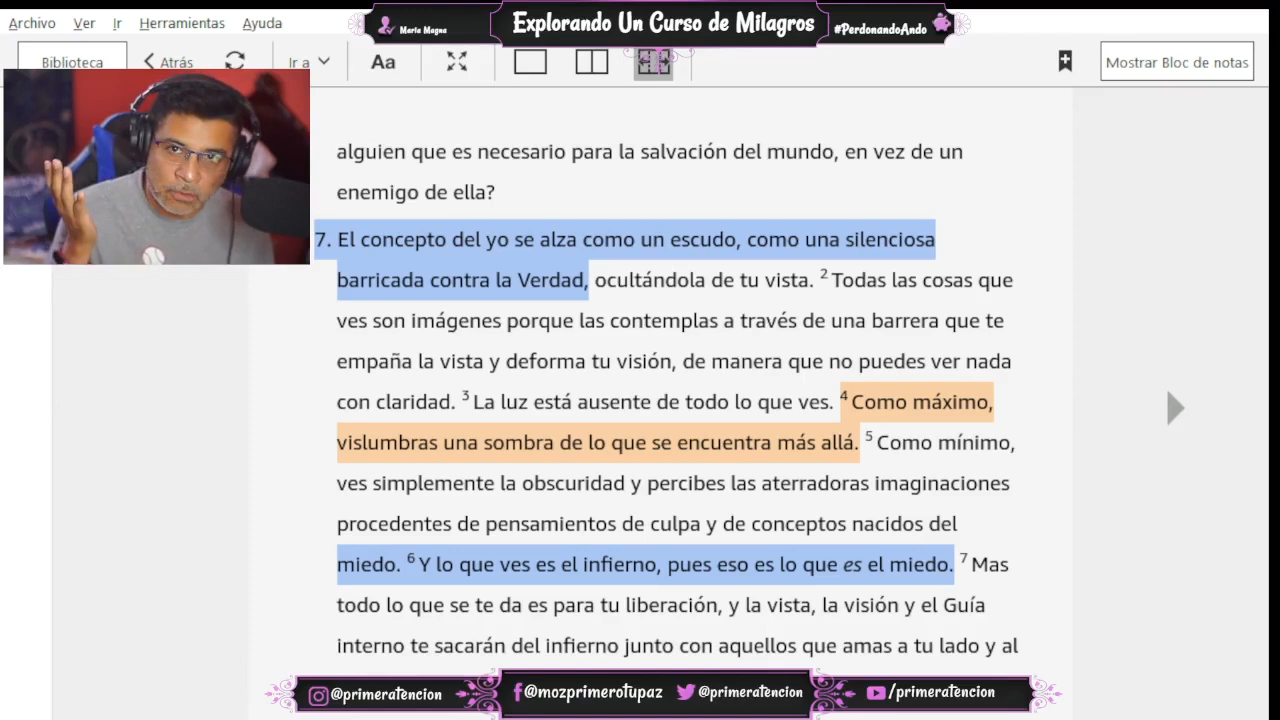 Archivo Ver Ir Herramientas Ayuda
Maria Magna
Explorando Un Curso de Milagros
#PerdonandoAndo
Biblioteca Atrás Ir a Aa Mostrar Bloc de notas
alguien que es necesario para la salvación del mundo, en vez de un
enemigo de ella?
7. El concepto del yo se alza como un escudo, como una silenciosa
barricada contra la Verdad, ocultándola de tu vista. 2 Todas las cosas que
ves son imágenes porque las contemplas a través de una barrera que te
empaña la vista y deforma tu visión, de manera que no puedes ver nada
con claridad. 3 La luz está ausente de todo lo que ves. 4 Como máximo,
vislumbras una sombra de lo que se encuentra más allá. 5 Como mínimo,
ves simplemente la obscuridad y percibes las aterradoras imaginaciones
procedentes de pensamientos de culpa y de conceptos nacidos del
miedo. 6 Y lo que ves es el infierno, pues eso es lo que es el miedo. 7 Mas
todo lo que se te da es para tu liberación, y la vista, la visión y el Guía
interno te sacarán del infierno junto con aquellos que amas a tu lado y al
@primeratencion
@mozprimerotupaz
@primeratencion
/primeratencion